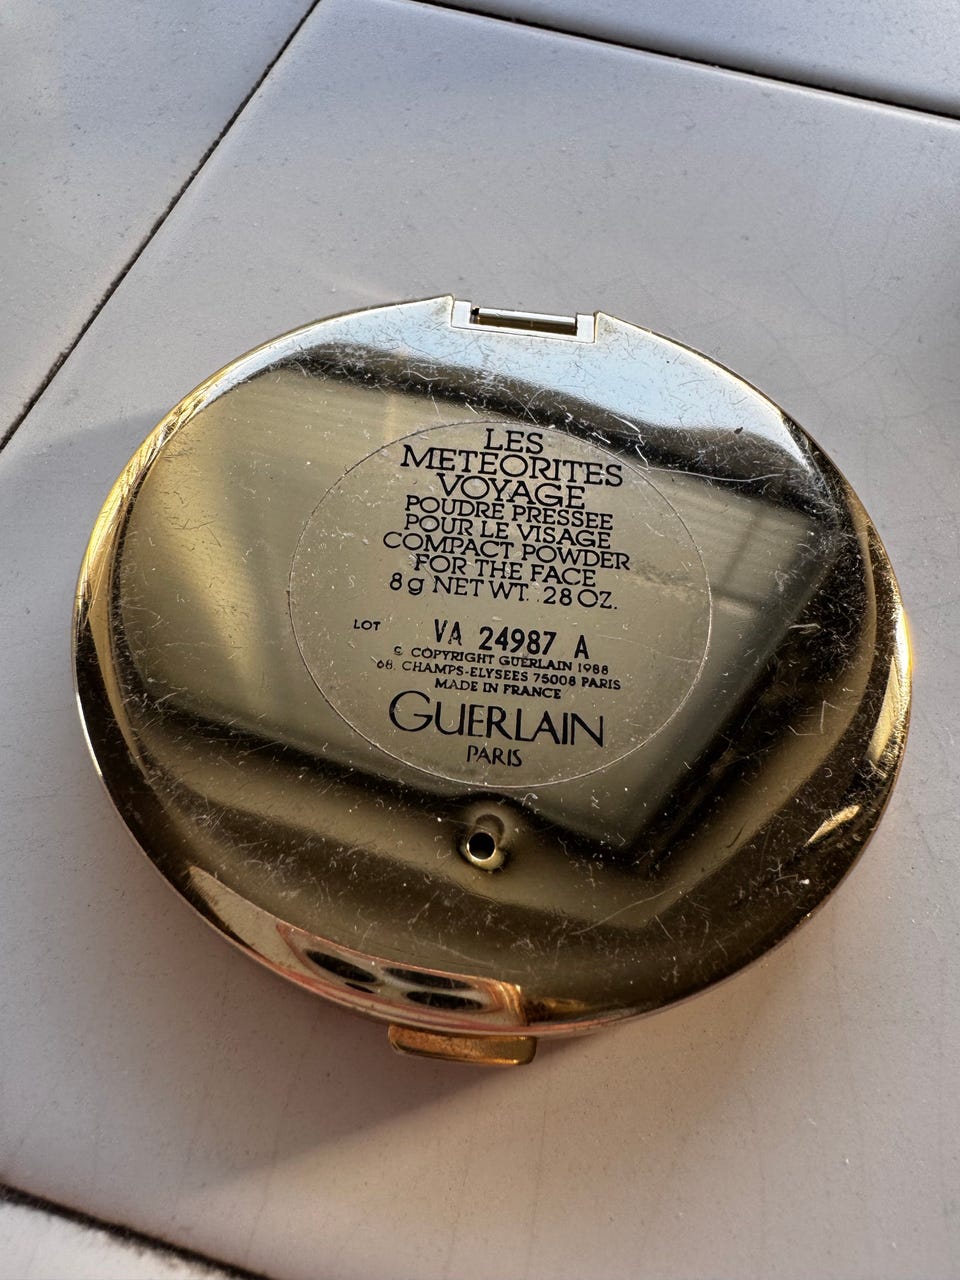 LES
METEORITES
VOYAGE
POUDRE PRESSEE
POUR LE VISAGE
COMPACT POWDER
FOR THE FACE
8 g NET WT. .28 OZ.
LOT VA 24987 A
© COPYRIGHT GUERLAIN 1988
68, CHAMPS-ELYSEES 75008 PARIS
MADE IN FRANCE
GUERLAIN
PARIS